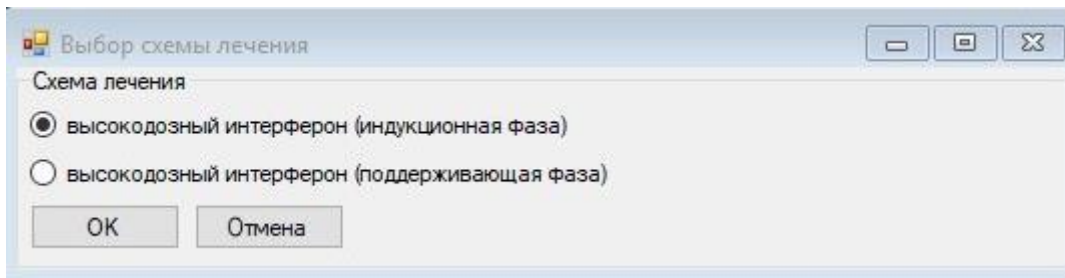 Выбор схемы лечения
Схема лечения
высокодозный интерферон (индукционная фаза)
высокодозный интерферон (поддерживающая фаза)
OK Отмена